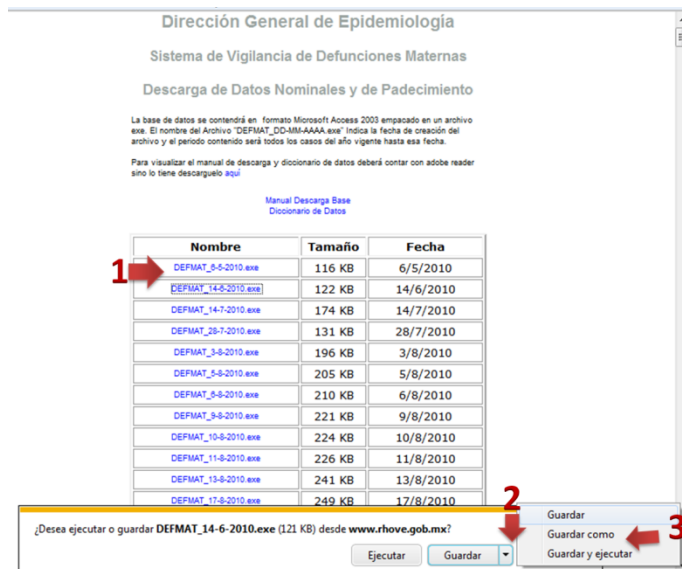 Dirección General de Epidemiología
Sistema de Vigilancia de Defunciones Maternas
Descarga de Datos Nominales y de Padecimiento
La base de datos se contendrá en formato Microsoft Access 2003 empacado en un archivo
exe. El nombre del Archivo "DEFMAT_DD-MM-AAAA.exe" Indica la fecha de creación del
archivo y el periodo contenido será todos los casos del año vigente hasta esa fecha.
Para visualizar el manual de descarga y diccionario de datos deberá contar con adobe reader
sino lo tiene descarguelo aquí
Manual Descarga Base
Diccionario de Datos
Nombre Tamaño Fecha
1 DEFMAT_6-5-2010.exe 116 KB 6/5/2010
DEFMAT_14-6-2010.exe 122 KB 14/6/2010
DEFMAT_14-7-2010.exe 174 KB 14/7/2010
DEFMAT_28-7-2010.exe 131 KB 28/7/2010
DEFMAT_3-8-2010.exe 196 KB 3/8/2010
DEFMAT_5-8-2010.exe 205 KB 5/8/2010
DEFMAT_6-8-2010.exe 210 KB 6/8/2010
DEFMAT_9-8-2010.exe 221 KB 9/8/2010
DEFMAT_10-8-2010.exe 224 KB 10/8/2010
DEFMAT_11-8-2010.exe 226 KB 11/8/2010
DEFMAT_13-8-2010.exe 241 KB 13/8/2010
DEFMAT_17-8-2010.exe 249 KB 17/8/2010
2
¿Desea ejecutar o guardar DEFMAT_14-6-2010.exe (121 KB) desde www.rhove.gob.mx?
Ejecutar Guardar
Guardar
Guardar como 3
Guardar y ejecutar